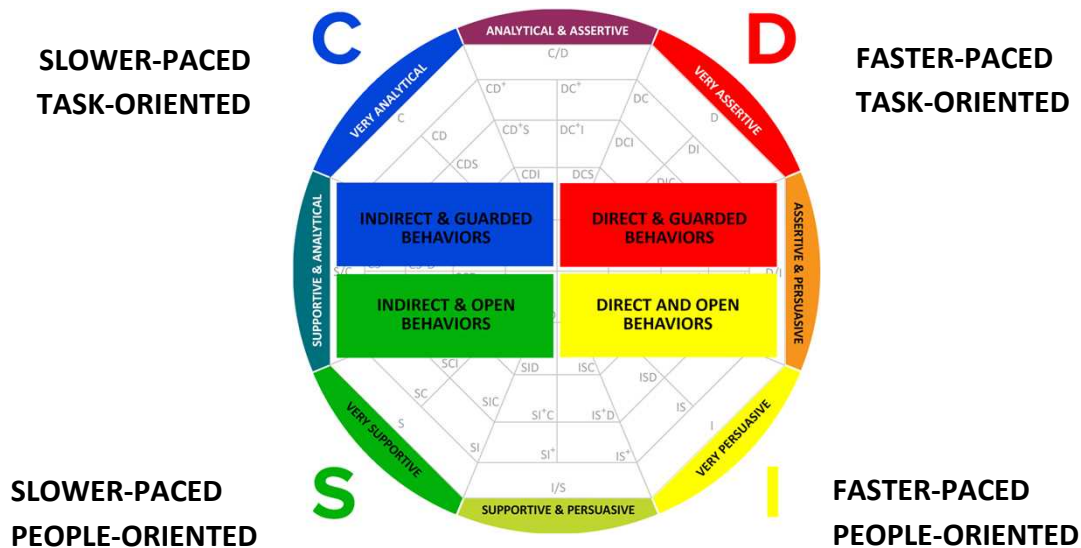 C
ANALYTICAL & ASSERTIVE
D
SLOWER-PACED
TASK-ORIENTED
FASTER-PACED
TASK-ORIENTED
VERY ANALYTICAL
VERY ASSERTIVE
C/D
CD+
DC+
DC
C
D
CD
CD+S
DC+I
DCI
DI
CDS
CDI
DCS
SUPPORTIVE & ANALYTICAL
ASSERTIVE & PERSUASIVE
INDIRECT & GUARDED
BEHAVIORS
DIRECT & GUARDED
BEHAVIORS
D/I
INDIRECT & OPEN
BEHAVIORS
DIRECT AND OPEN
BEHAVIORS
SCI
SID
ISC
ISD
SC
SIC
IS
S
SI+C
IS+D
I
SI
SI+
IS+
VERY SUPPORTIVE
VERY PERSUASIVE
I/S
S
SUPPORTIVE & PERSUASIVE
I
SLOWER-PACED
PEOPLE-ORIENTED
FASTER-PACED
PEOPLE-ORIENTED